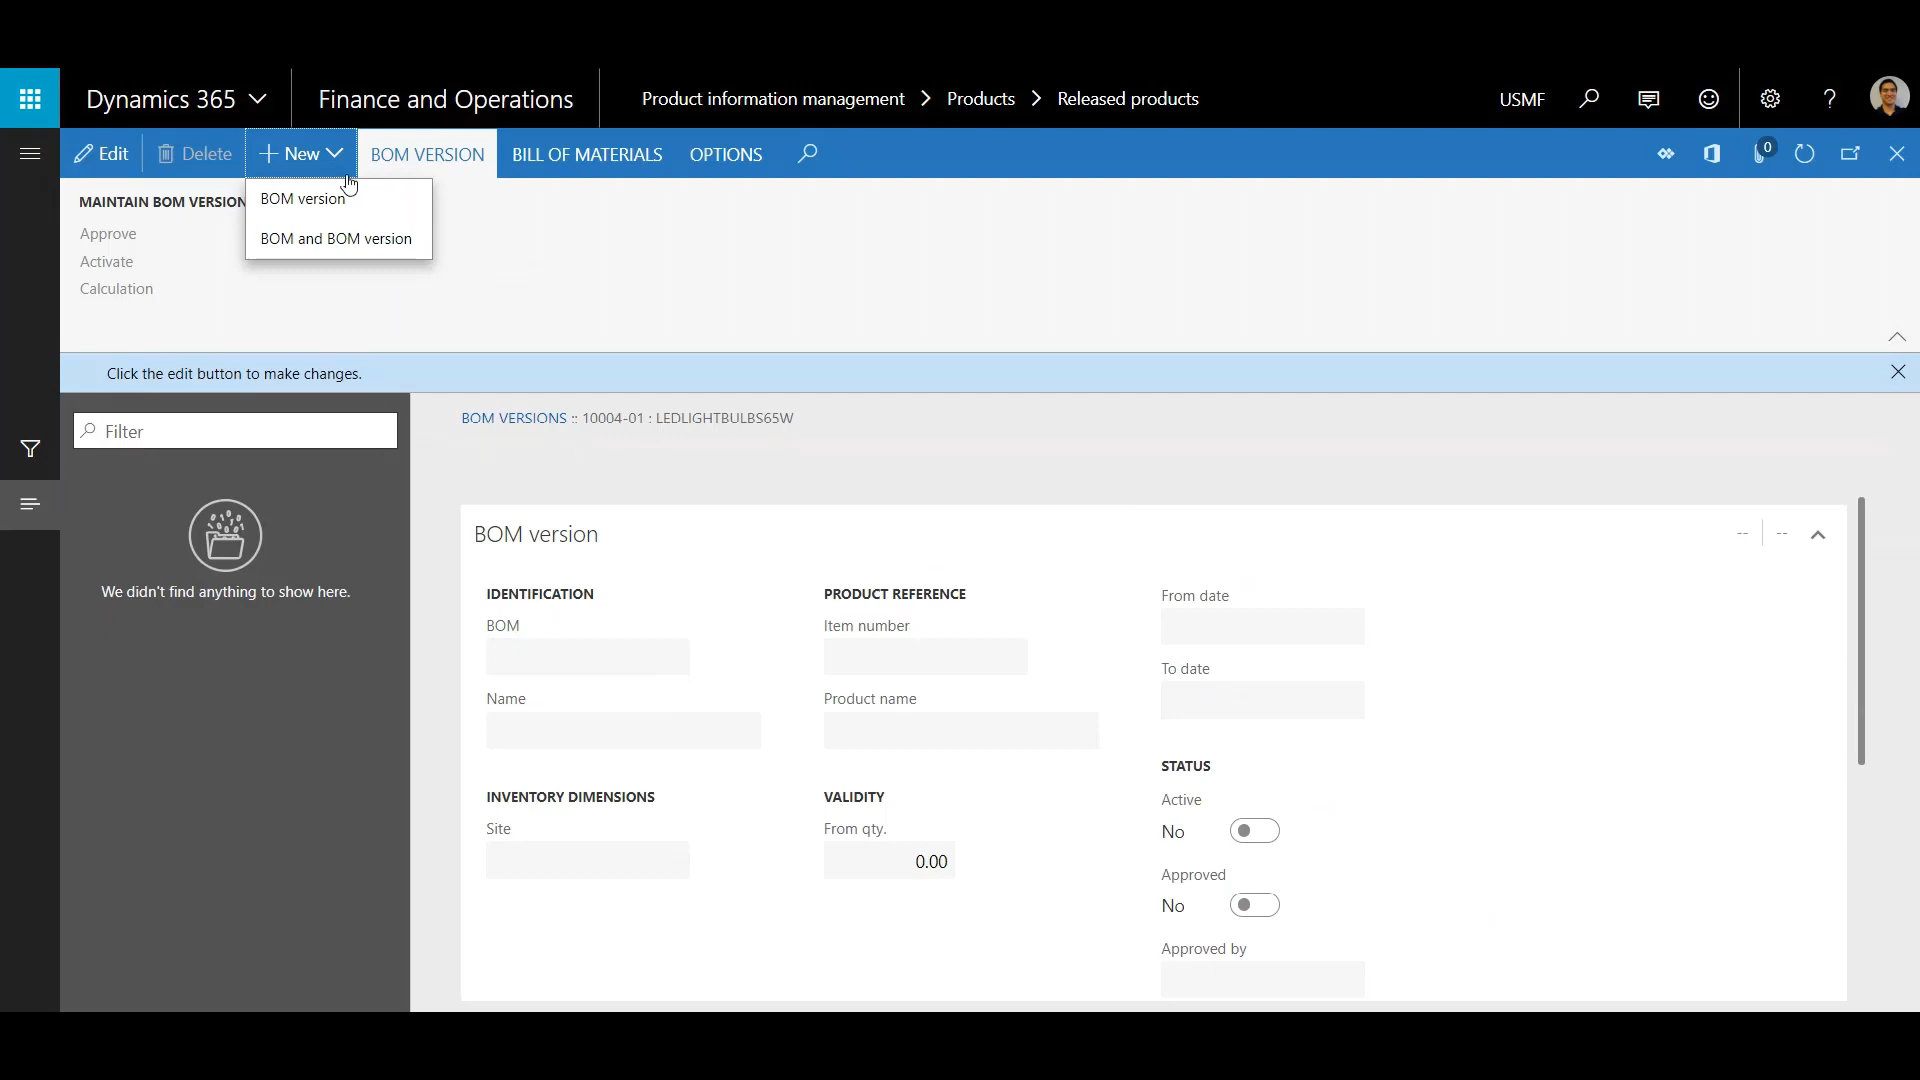 Dynamics 365 Finance and Operations Product information management Products Released products USMF ?
Edit Delete New BOM VERSION BILL OF MATERIALS OPTIONS 0
MAINTAIN BOM VERSION
Approve
Activate
Calculation
BOM version
BOM and BOM version
Click the edit button to make changes.
Filter
We didn't find anything to show here.
BOM VERSIONS :: 10004-01 : LEDLIGHTBULBS65W
BOM version -- --
IDENTIFICATION
BOM
Name
INVENTORY DIMENSIONS
Site
PRODUCT REFERENCE
Item number
Product name
VALIDITY
From qty.
0.00
From date
To date
STATUS
Active
No
Approved
No
Approved by